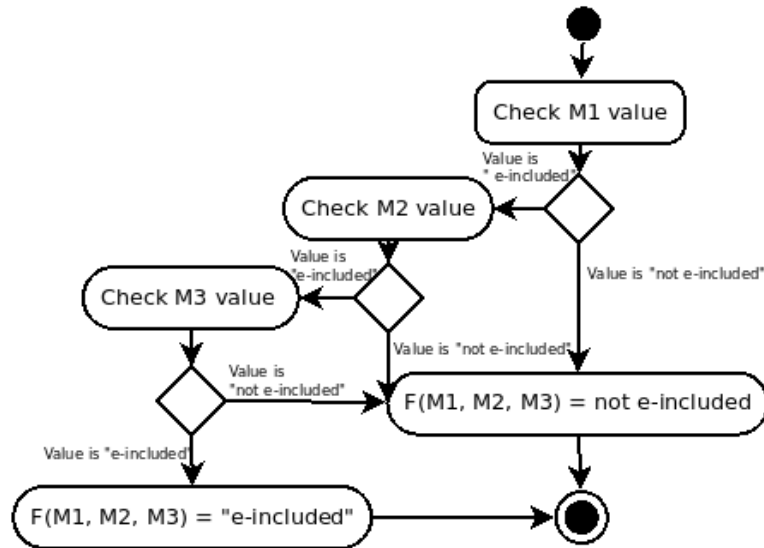 Check M1 value
Value is
" e-included"
Check M2 value
Value is "not e-included"
Value is
"e-included"
Check M3 value
Value is "not e-included"
Value is
"not e-included"
F(M1, M2, M3) = not e-included
Value is "e-included"
F(M1, M2, M3) = "e-included"